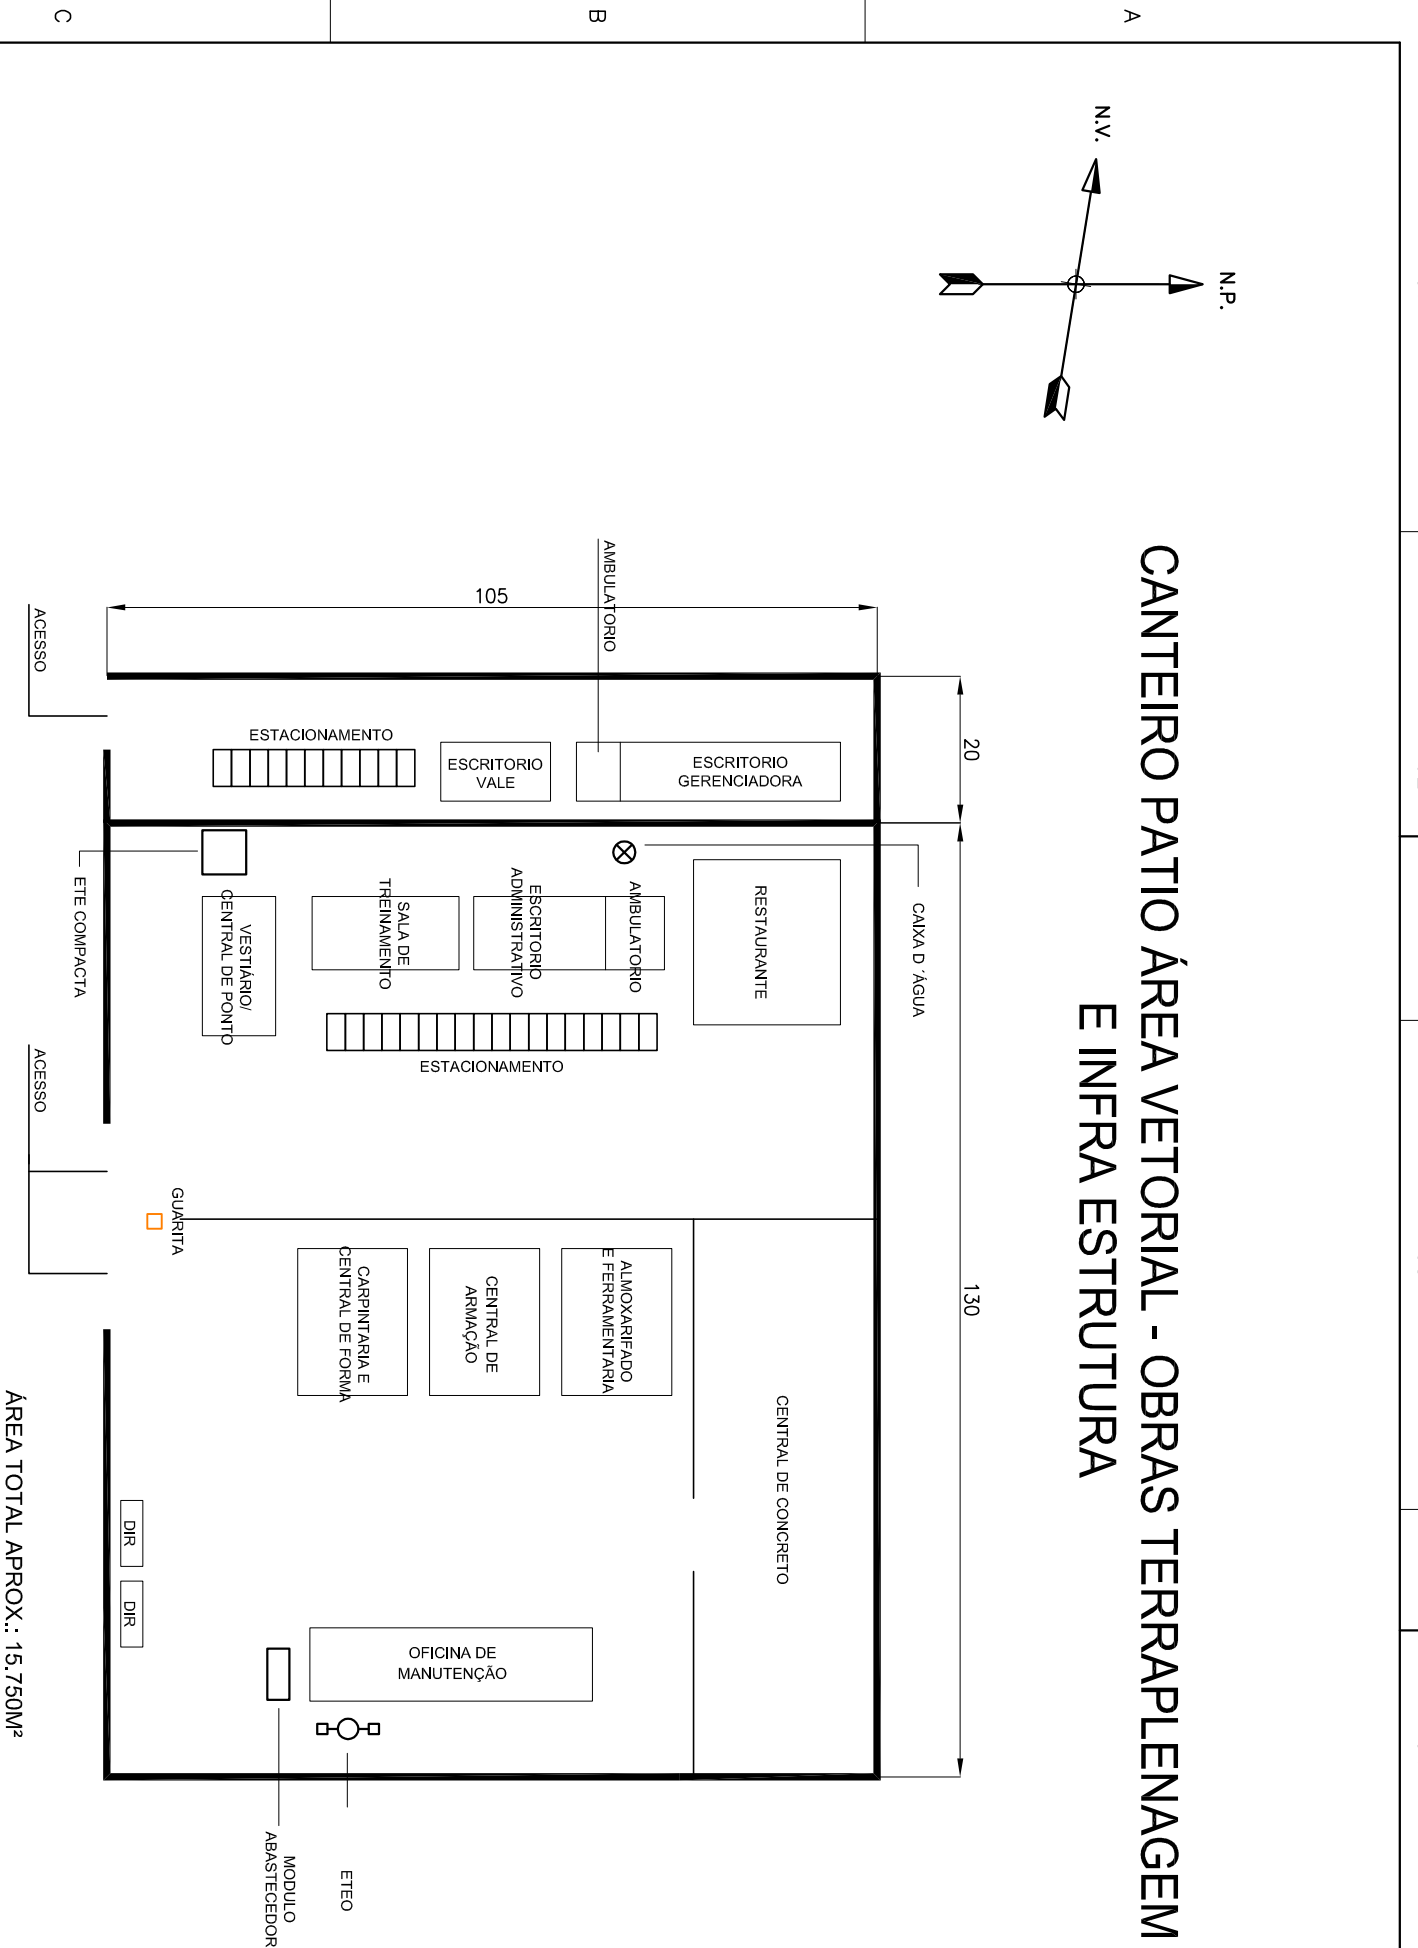 A
B
C
N.V.
N.P.
CANTEIRO PATIO ÁREA VETORIAL - OBRAS TERRAPLENAGEM
E INFRA ESTRUTURA
20
130
105
CAIXA D ´ÁGUA
AMBULATORIO
ESCRITORIO
GERENCIADORA
ESCRITORIO
VALE
ESTACIONAMENTO
RESTAURANTE
AMBULATORIO
ESCRITORIO
ADMINISTRATIVO
SALA DE
TREINAMENTO
VESTIÁRIO/
CENTRAL DE PONTO
ESTACIONAMENTO
CENTRAL DE CONCRETO
ALMOXARIFADO
E FERRAMENTARIA
CENTRAL DE
ARMAÇÃO
CARPINTARIA E
CENTRAL DE FORMA
GUARITA
OFICINA DE
MANUTENÇÃO
DIR
DIR
ETEO
MODULO
ABASTECEDOR
ACESSO
ETE COMPACTA
ACESSO
ÁREA TOTAL APROX.: 15.750M²